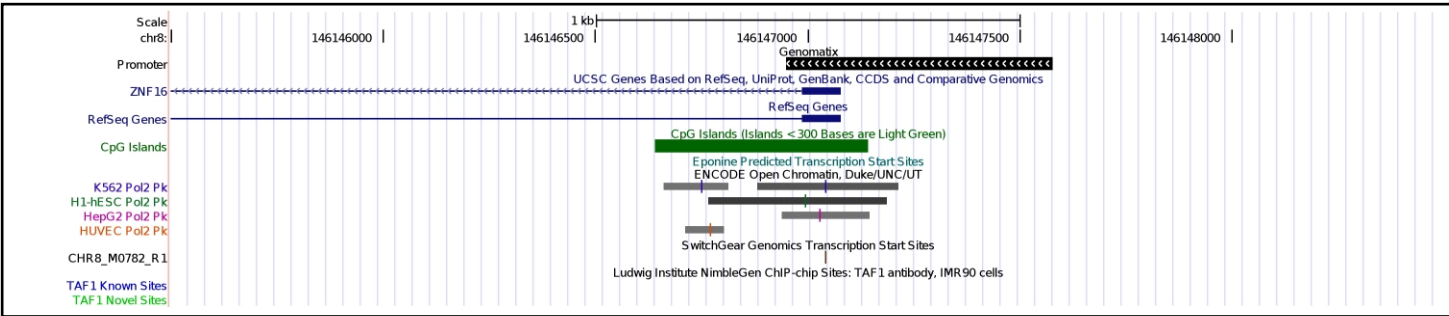 Scale 1 kb
chr8: 146146000 146146500 146147000 146147500 146148000
Genomatix
Promoter
UCSC Genes Based on RefSeq, UniProt, GenBank, CCDS and Comparative Genomics
ZNF16
RefSeq Genes
RefSeq Genes
CpG Islands (Islands < 300 Bases are Light Green)
CpG Islands
Eponine Predicted Transcription Start Sites
ENCODE Open Chromatin, Duke/UNC/UT
K562 Pol2 Pk
H1-hESC Pol2 Pk
HepG2 Pol2 Pk
HUVEC Pol2 Pk
SwitchGear Genomics Transcription Start Sites
CHR8_M0782_R1
Ludwig Institute NimbleGen ChIP-chip Sites: TAF1 antibody, IMR90 cells
TAF1 Known Sites
TAF1 Novel Sites